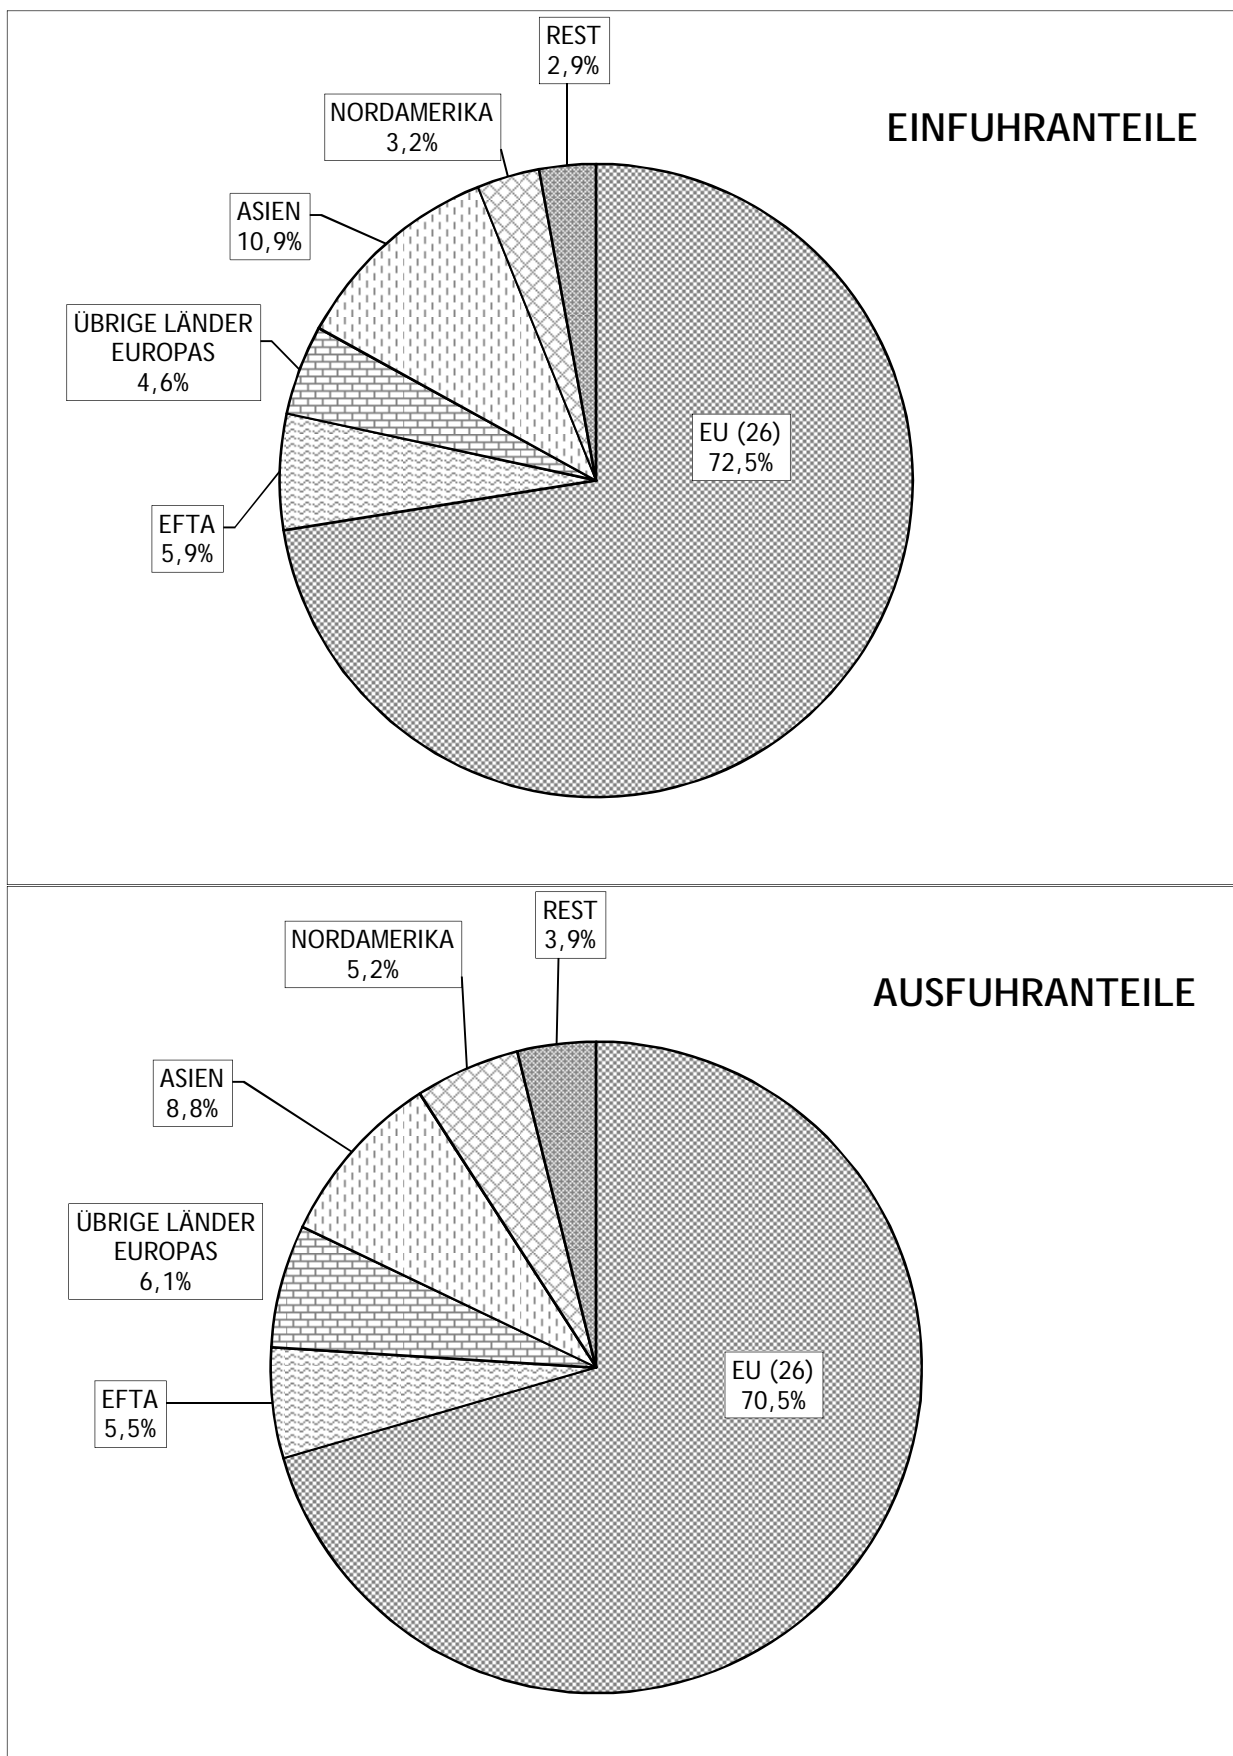 REST
2,9%
NORDAMERIKA
3,2%
EINFUHRANTEILE
ASIEN
10,9%
ÜBRIGE LÄNDER
EUROPAS
4,6%
EU (26)
72,5%
EFTA
5,9%
REST
3,9%
NORDAMERIKA
5,2%
AUSFUHRANTEILE
ASIEN
8,8%
ÜBRIGE LÄNDER
EUROPAS
6,1%
EU (26)
70,5%
EFTA
5,5%